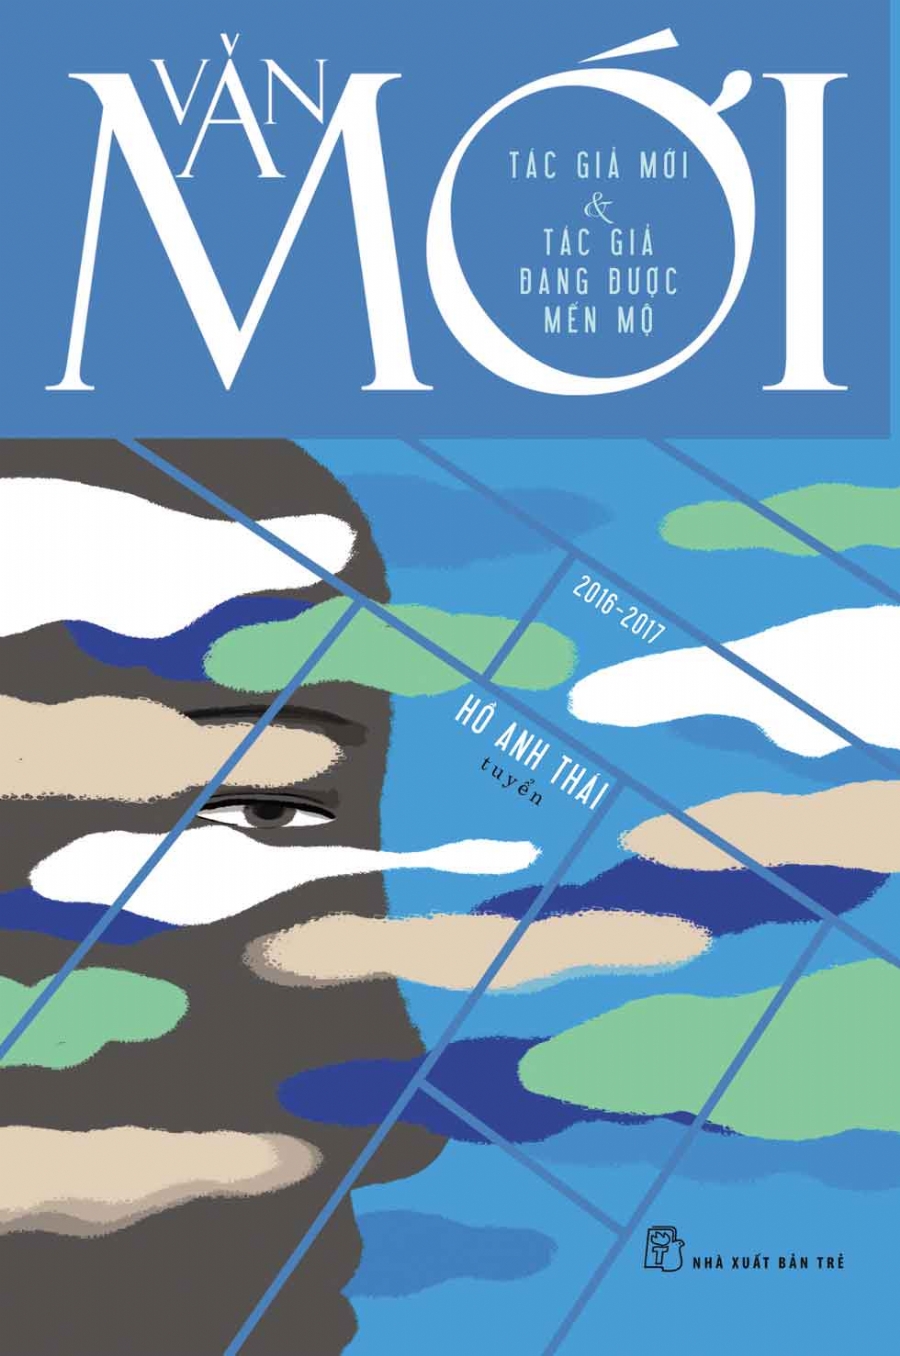 VĂN
MỚI
TÁC GIẢ MỚI
&
TÁC GIẢ
ĐANG ĐƯỢC
MẾN MỘ
2016-2017
HỒ ANH THÁI
tuyển
NHÀ XUẤT BẢN TRẺ